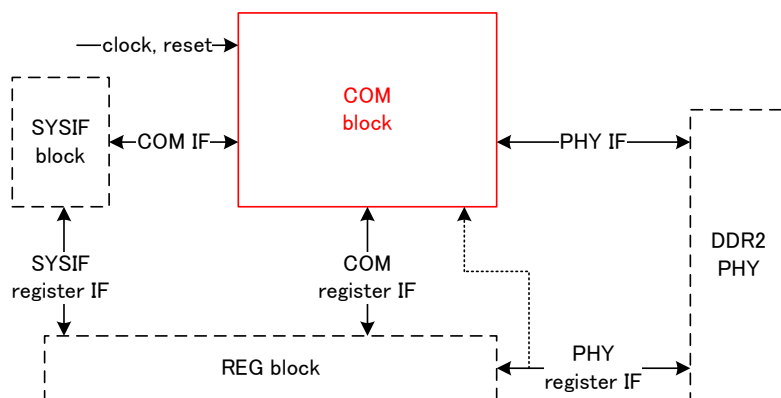 clock, reset
COM
block
SYSIF
block
COM IF
PHY IF
DDR2
PHY
SYSIF
register IF
COM
register IF
REG block
PHY
register IF